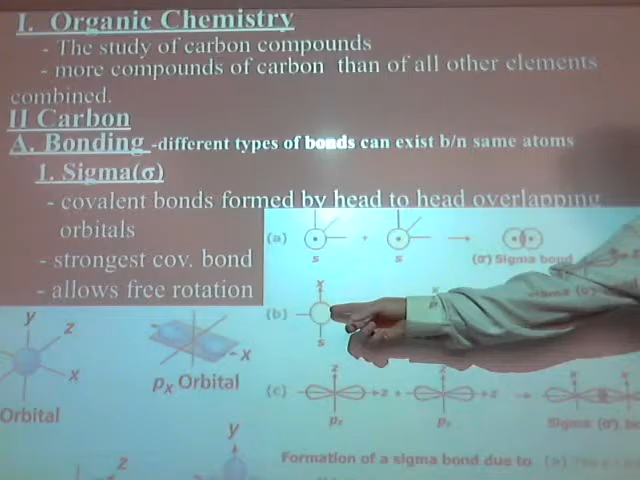 I. Organic Chemistry
- The study of carbon compounds
- more compounds of carbon than of all other elements
combined.
II Carbon
A. Bonding -different types of bonds can exist b/n same atoms
1. Sigma(σ)
- covalent bonds formed by head to head overlapping
orbitals
- strongest cov. bond
- allows free rotation
(a) s + s (σ) Sigma bond
(b) x s
(c) z +z + z +z
pz pz Sigma (σ)
y z x
Orbital
x
px Orbital
y
z
Formation of a sigma bond due to (a)